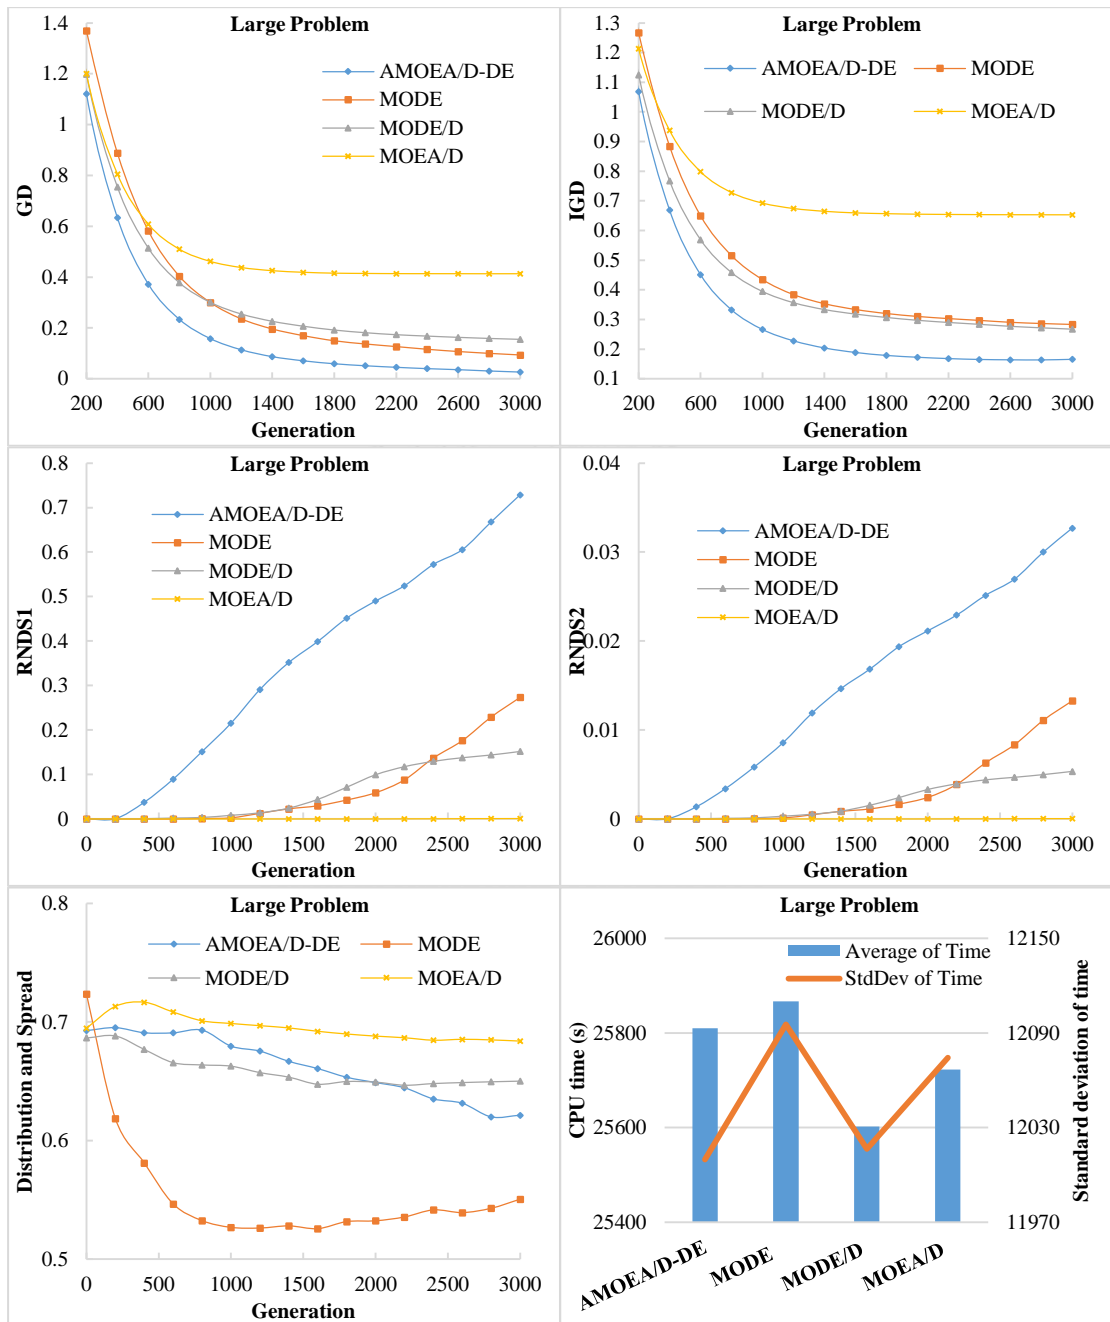 Large Problem
1.4
1.2
1
0.8
0.6
0.4
0.2
0
GD
AMOEA/D-DE
MODE
MODE/D
MOEA/D
200 600 1000 1400 1800 2200 2600 3000
Generation
Large Problem
1.3
1.2
1.1
1
0.9
0.8
0.7
0.6
0.5
0.4
0.3
0.2
0.1
IGD
AMOEA/D-DE MODE
MODE/D MOEA/D
200 600 1000 1400 1800 2200 2600 3000
Generation
Large Problem
0.8
0.7
0.6
0.5
0.4
0.3
0.2
0.1
0
RNDS1
AMOEA/D-DE
MODE
MODE/D
MOEA/D
0 500 1000 1500 2000 2500 3000
Generation
Large Problem
0.04
0.03
0.02
0.01
0
RNDS2
AMOEA/D-DE
MODE
MODE/D
MOEA/D
0 500 1000 1500 2000 2500 3000
Generation
Large Problem
0.8
0.7
0.6
0.5
Distribution and Spread
AMOEA/D-DE MODE
MODE/D MOEA/D
0 500 1000 1500 2000 2500 3000
Generation
Large Problem
26000
25800
25600
25400
CPU time (s)
Average of Time
StdDev of Time
12150
12090
12030
11970
Standard deviation of time
AMOEA/D-DE
MODE
MODE/D
MOEA/D